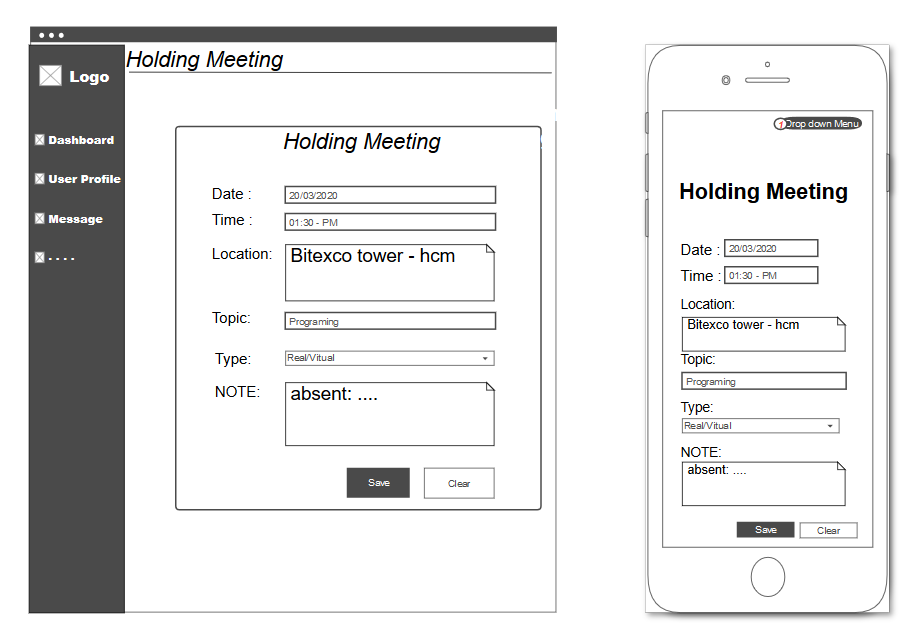 Holding Meeting
Logo
Dashboard
User Profile
Message
....
Holding Meeting
Date : 20/03/2020
Time : 01:30 - PM
Location: Bitexco tower - hcm
Topic: Programing
Type: Real/Vitual
NOTE: absent: ....
Save Clear
1 Drop down Menu
Holding Meeting
Date : 20/03/2020
Time : 01:30 - PM
Location:
Bitexco tower - hcm
Topic:
Programing
Type:
Real/Vitual
NOTE:
absent: ....
Save Clear